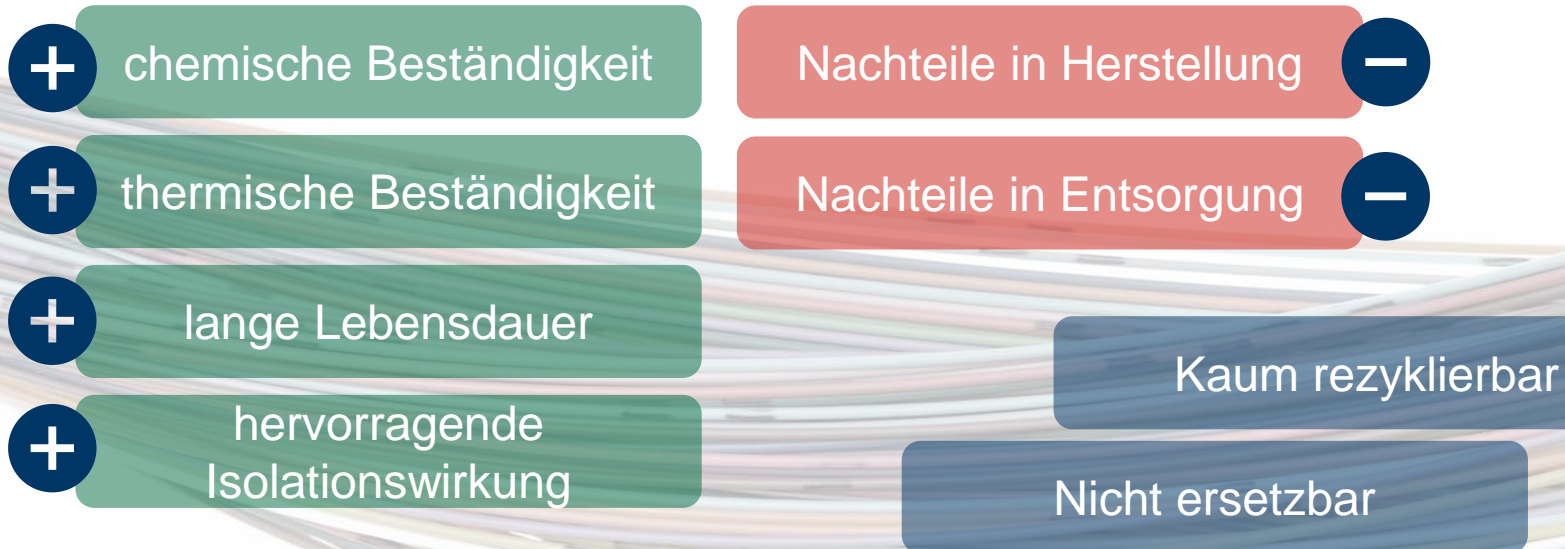 + chemische Beständigkeit
+ thermische Beständigkeit
+ lange Lebensdauer
+ hervorragende
Isolationswirkung
Nachteile in Herstellung –
Nachteile in Entsorgung –
Kaum rezyklierbar
Nicht ersetzbar